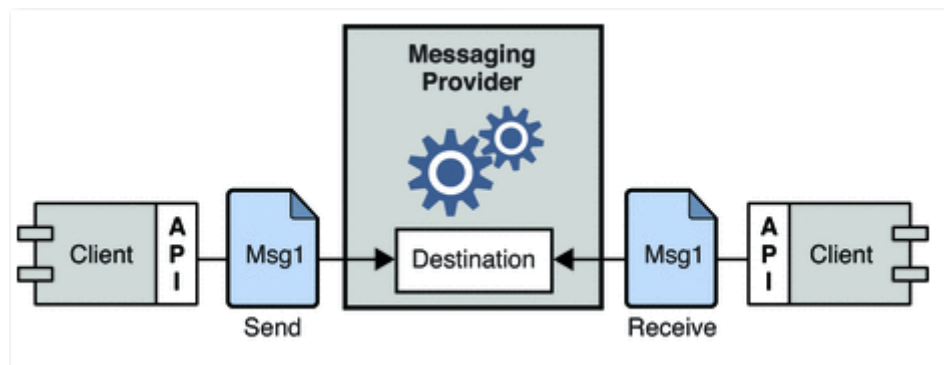 Messaging
Provider
Client
A
P
I
Msg1
Send
Destination
Msg1
Receive
A
P
I
Client